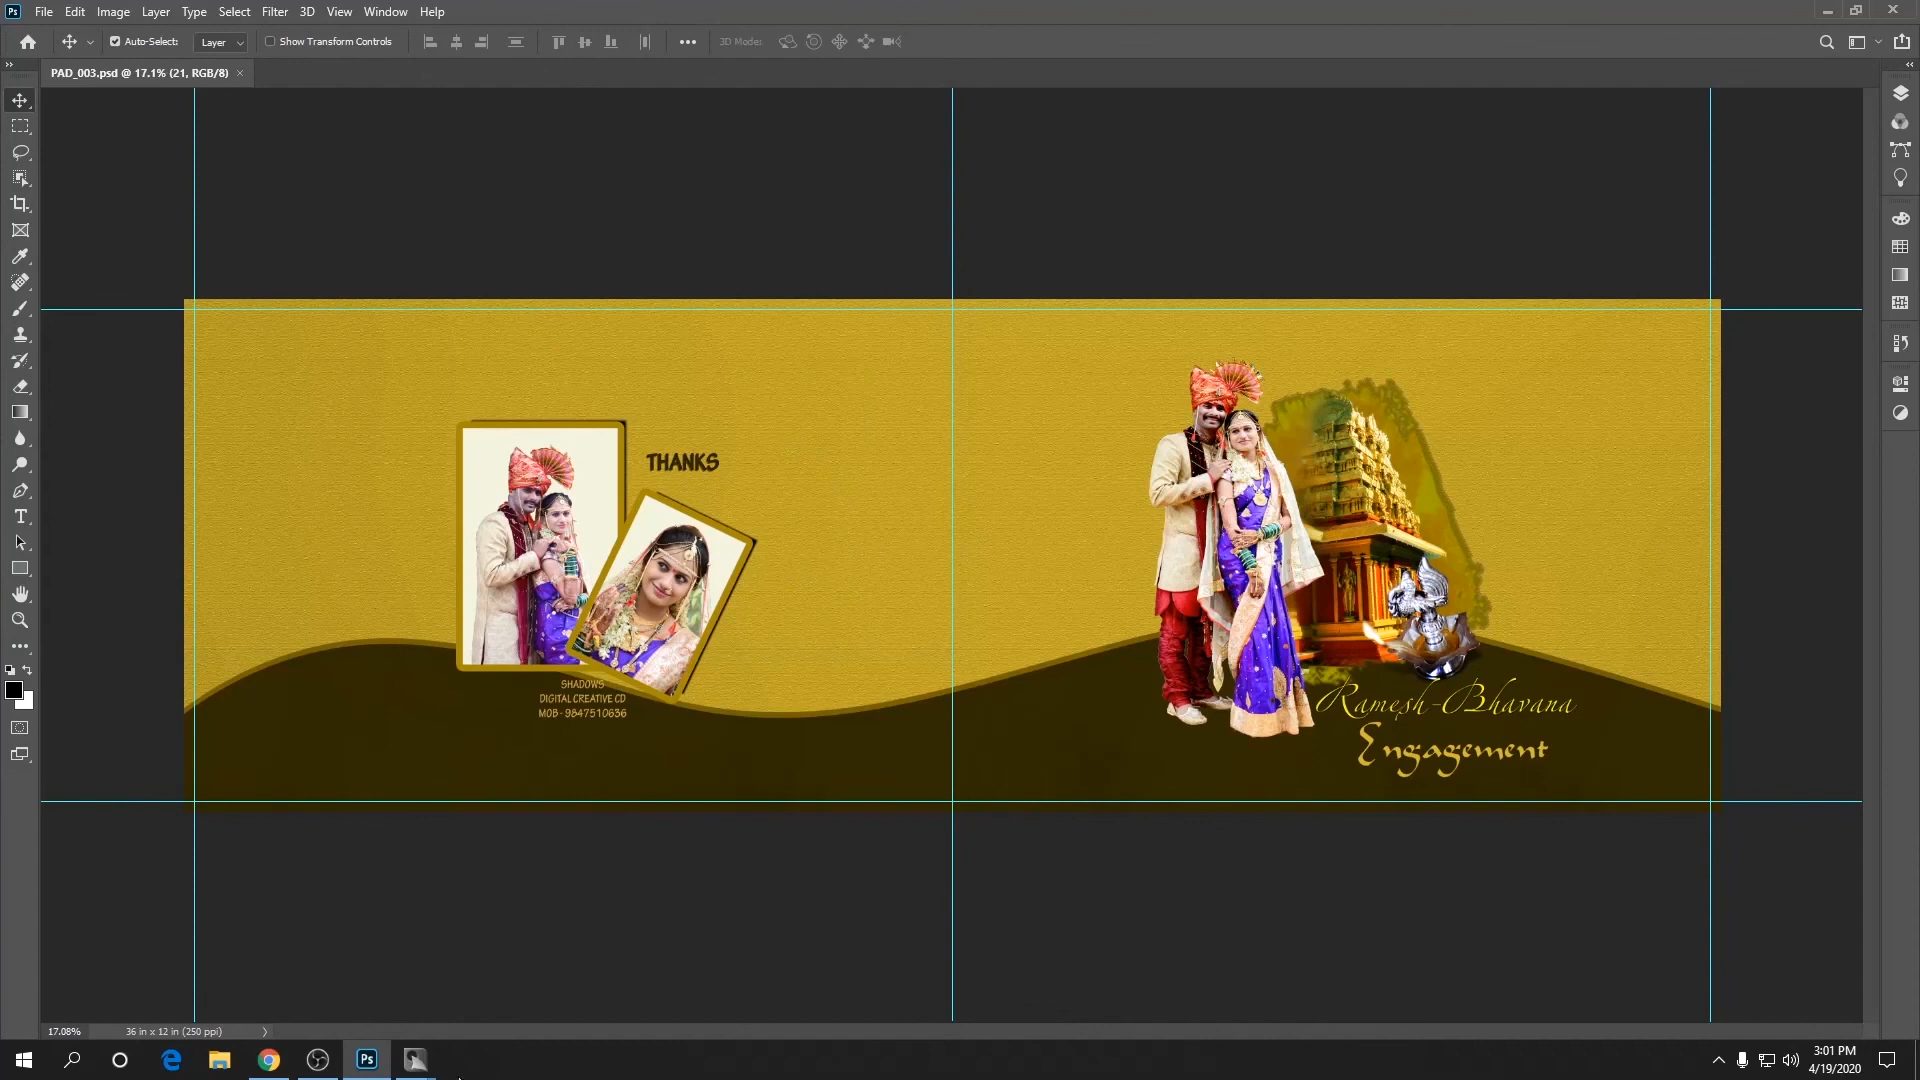 Ps File Edit Image Layer Type Select Filter 3D View Window Help
Auto-Select: Layer Show Transform Controls 3D Mode:
PAD_003.psd @ 17.1% (21, RGB/8) ×
THANKS
SHADOWS
DIGITAL CREATIVE CD
MOB - 9847510636
Ramesh-Bhavana
Engagement
17.08% 36 in x 12 in (250 ppi)
Ps
3:01 PM
4/19/2020